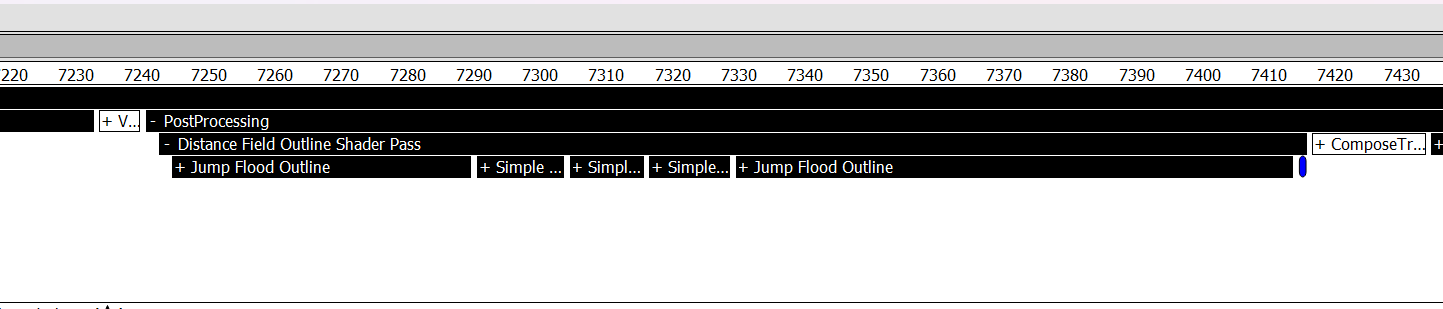 7220 7230 7240 7250 7260 7270 7280 7290 7300 7310 7320 7330 7340 7350 7360 7370 7380 7390 7400 7410 7420 7430
+ V... - PostProcessing
- Distance Field Outline Shader Pass + ComposeTr... +
+ Jump Flood Outline + Simple ... + Simpl... + Simple... + Jump Flood Outline